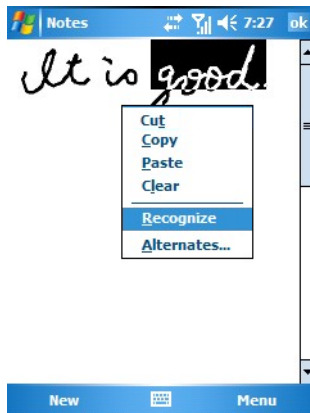 Notes 7:27 ok
It is good.
Cut
Copy
Paste
Clear
Recognize
Alternates...
New Menu